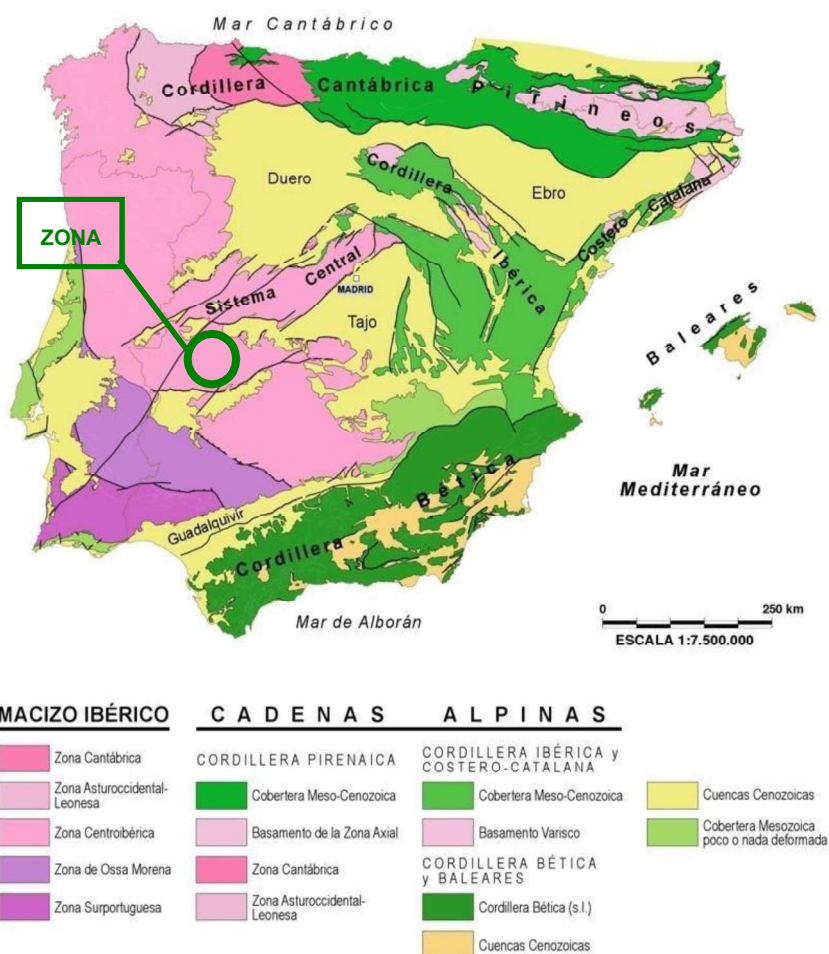 Mar Cantábrico
Cordillera Cantábrica Pirineos
Duero
Cordillera Ibérica
Ebro
Costero Catalana
ZONA
Sistema Central
MADRID
Tajo
Baleares
Mar
Mediterráneo
Guadalquivir
Cordillera Bética
Mar de Alborán
0 250 km
ESCALA 1:7.500.000
MACIZO IBÉRICO
Zona Cantábrica
Zona Asturoccidental-
Leonesa
Zona Centroibérica
Zona de Ossa Morena
Zona Surportuguesa
CADENAS ALPINAS
CORDILLERA PIRENAICA
Cobertera Meso-Cenozoica
Basamento de la Zona Axial
Zona Cantábrica
Zona Asturoccidental-
Leonesa
CORDILLERA IBÉRICA y
COSTERO-CATALANA
Cobertera Meso-Cenozoica
Basamento Varisco
CORDILLERA BÉTICA
y BALEARES
Cordillera Bética (s.l.)
Cuencas Cenozoicas
Cuencas Cenozoicas
Cobertera Mesozoica
poco o nada deformada